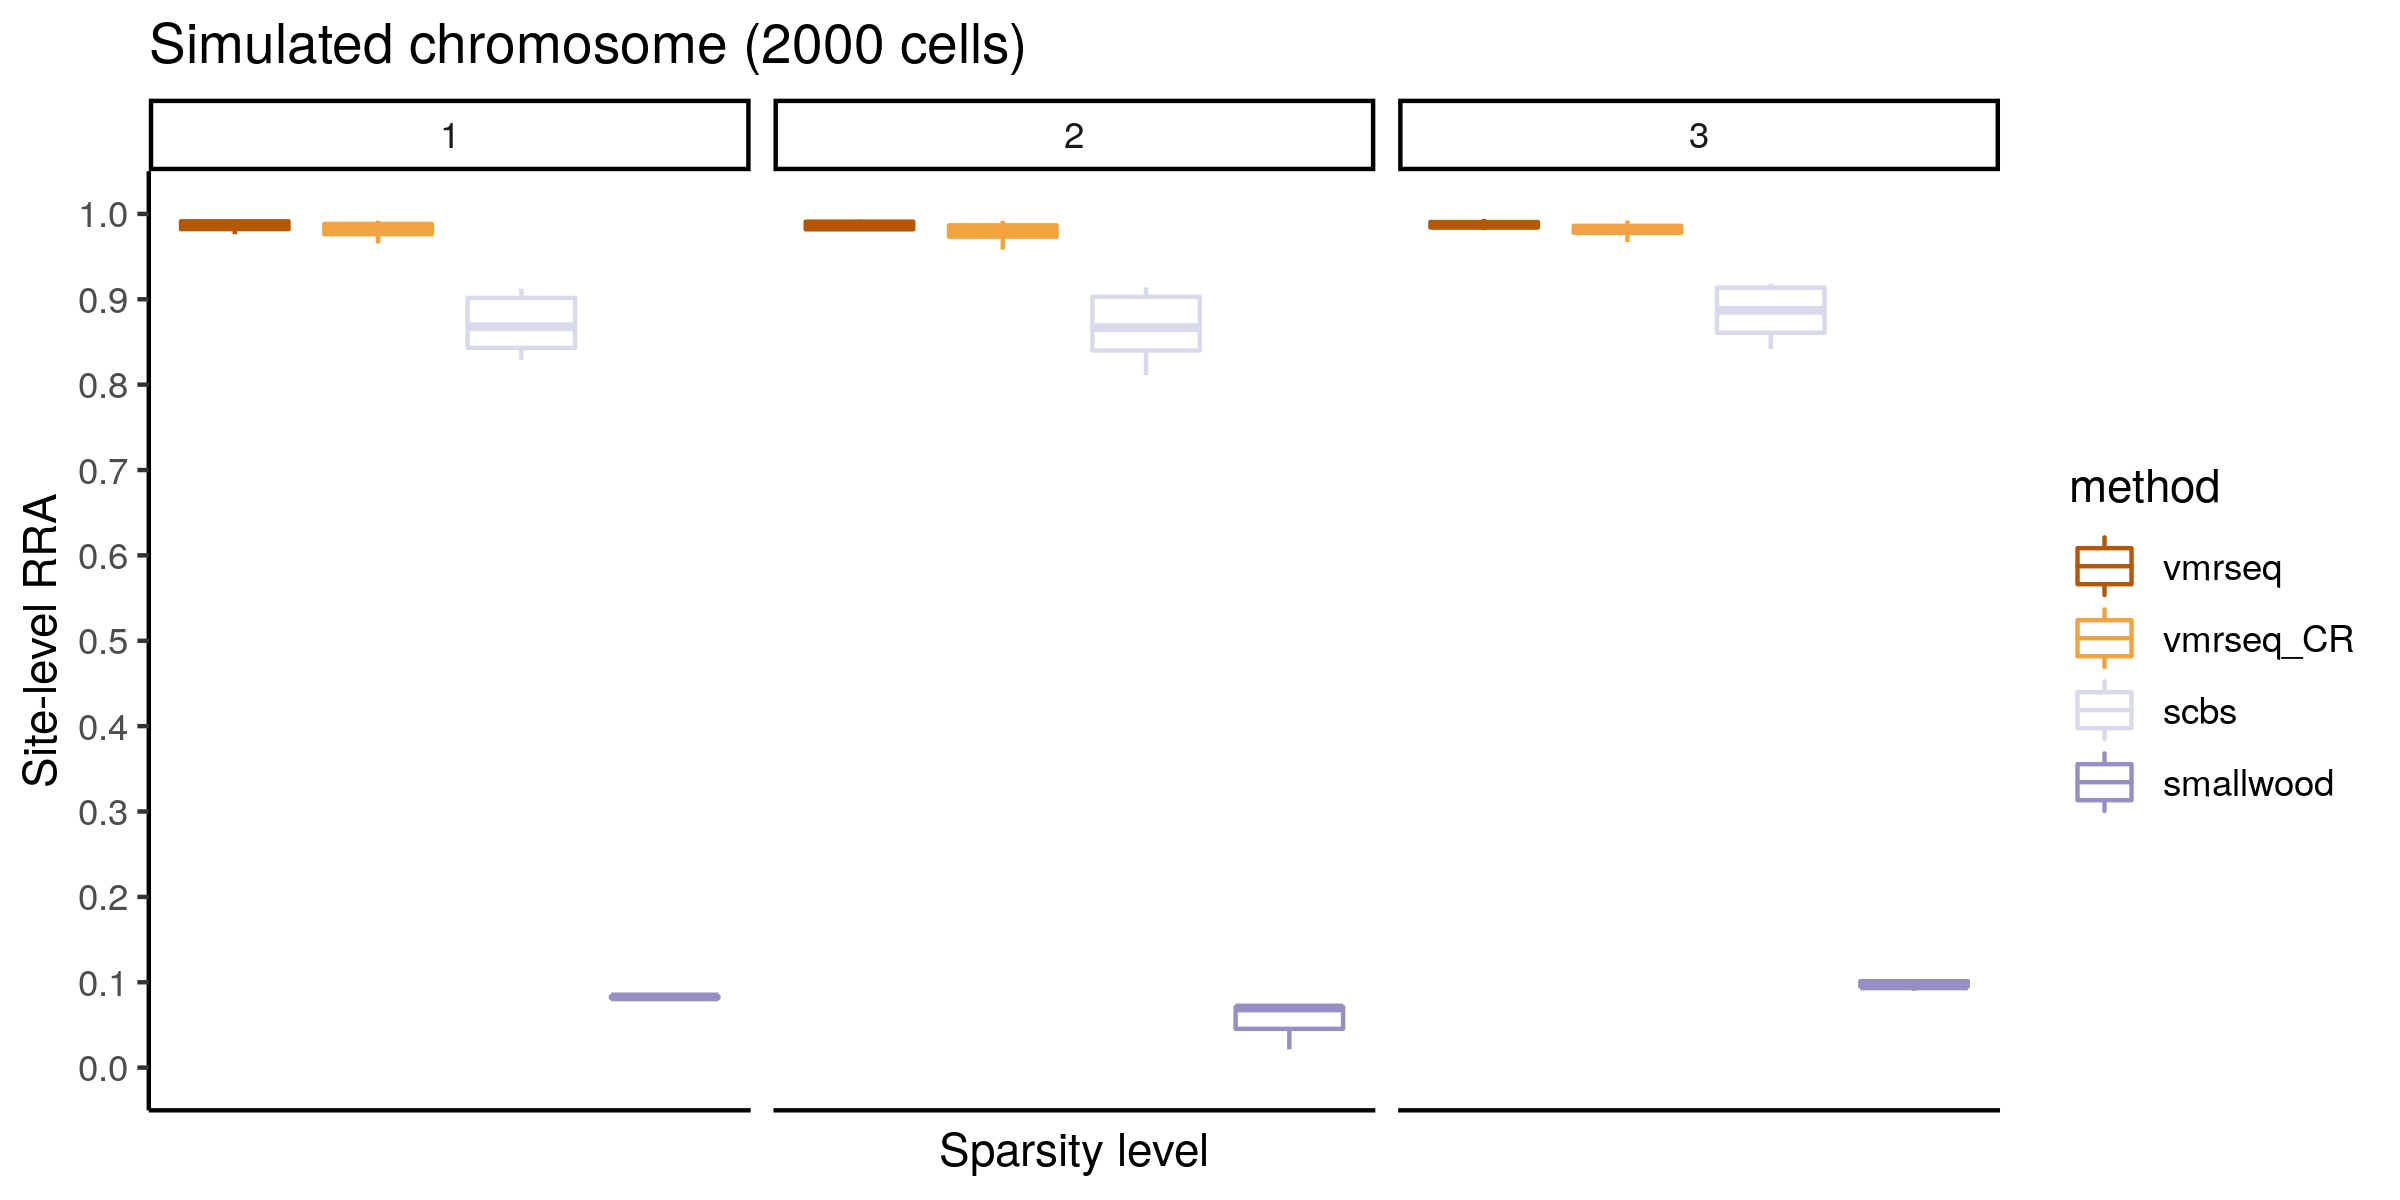 Simulated chromosome (2000 cells)
1
2
3
1.0
0.9
0.8
0.7
0.6
0.5
0.4
0.3
0.2
0.1
0.0
Site-level RRA
Sparsity level
method
vmrseq
vmrseq_CR
scbs
smallwood